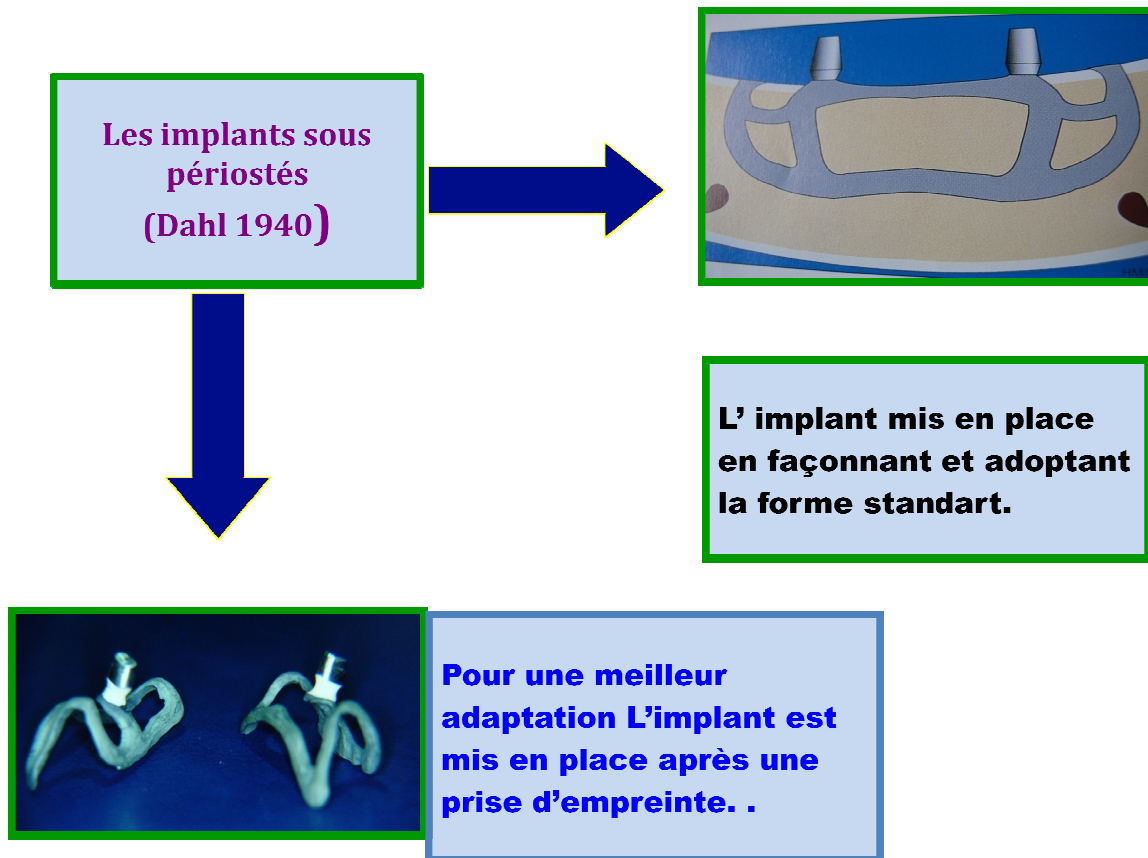 Les implants sous
périostés
(Dahl 1940)
L’ implant mis en place
en façonnant et adoptant
la forme standart.
Pour une meilleur
adaptation L’implant est
mis en place après une
prise d’empreinte. .